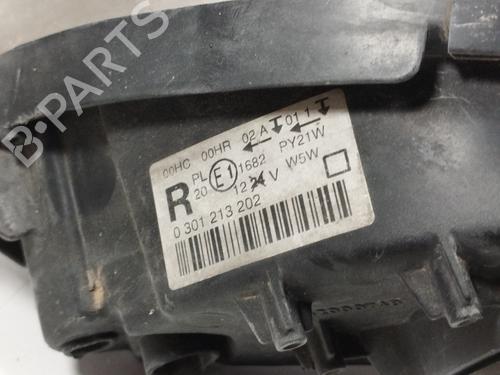 00HC 00HR 02 A 01 1
PL E1 1682 PY21W
R 20 12 V W5W
0 301 213 202
B-PARTS